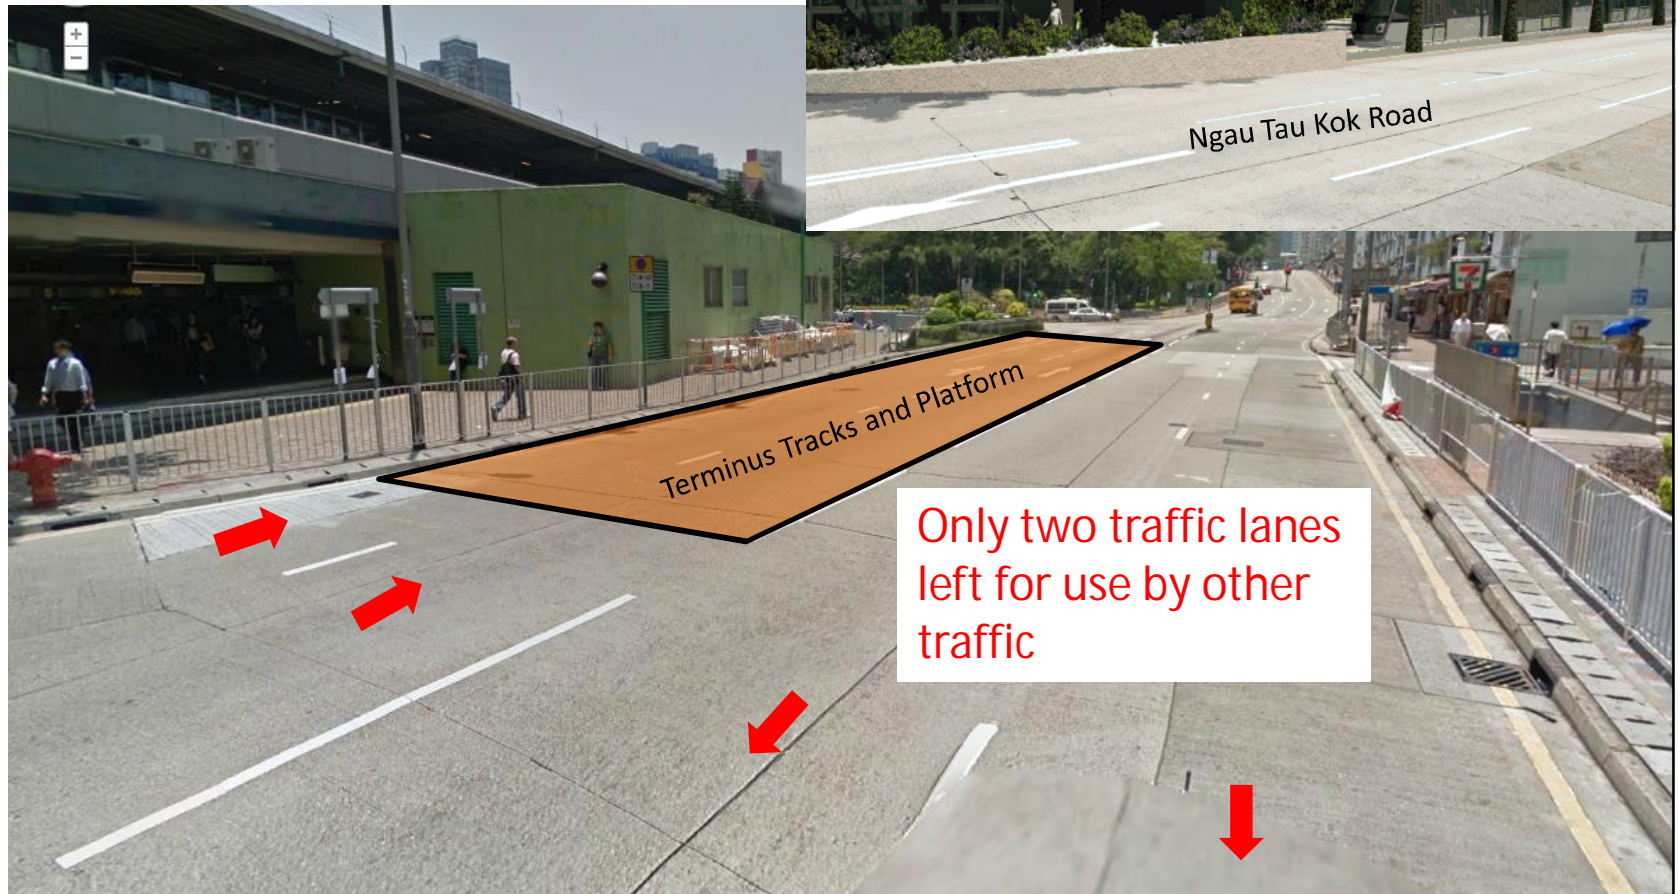 Ngau Tau Kok Road
Terminus Tracks and Platform
Only two traffic lanes
left for use by other
traffic